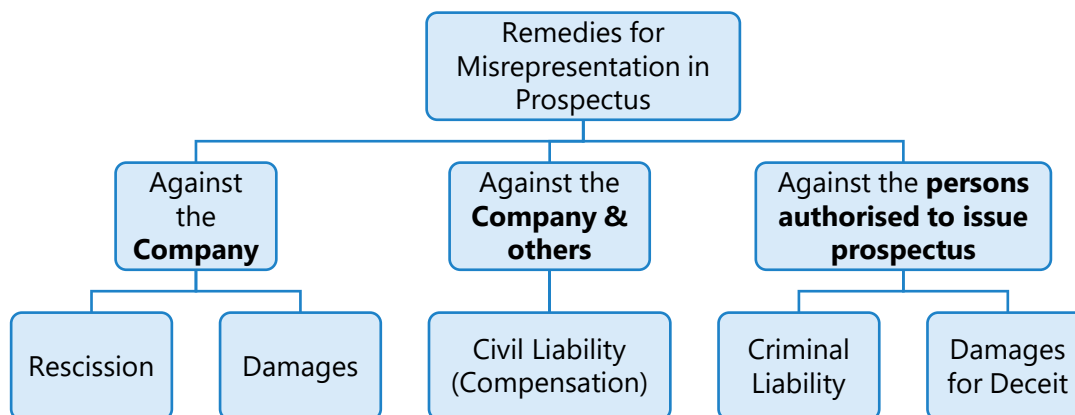 Remedies for
Misrepresentation in
Prospectus
Against
the
Company
Against the
Company &
others
Against the persons
authorised to issue
prospectus
Rescission
Damages
Civil Liability
(Compensation)
Criminal
Liability
Damages
for Deceit